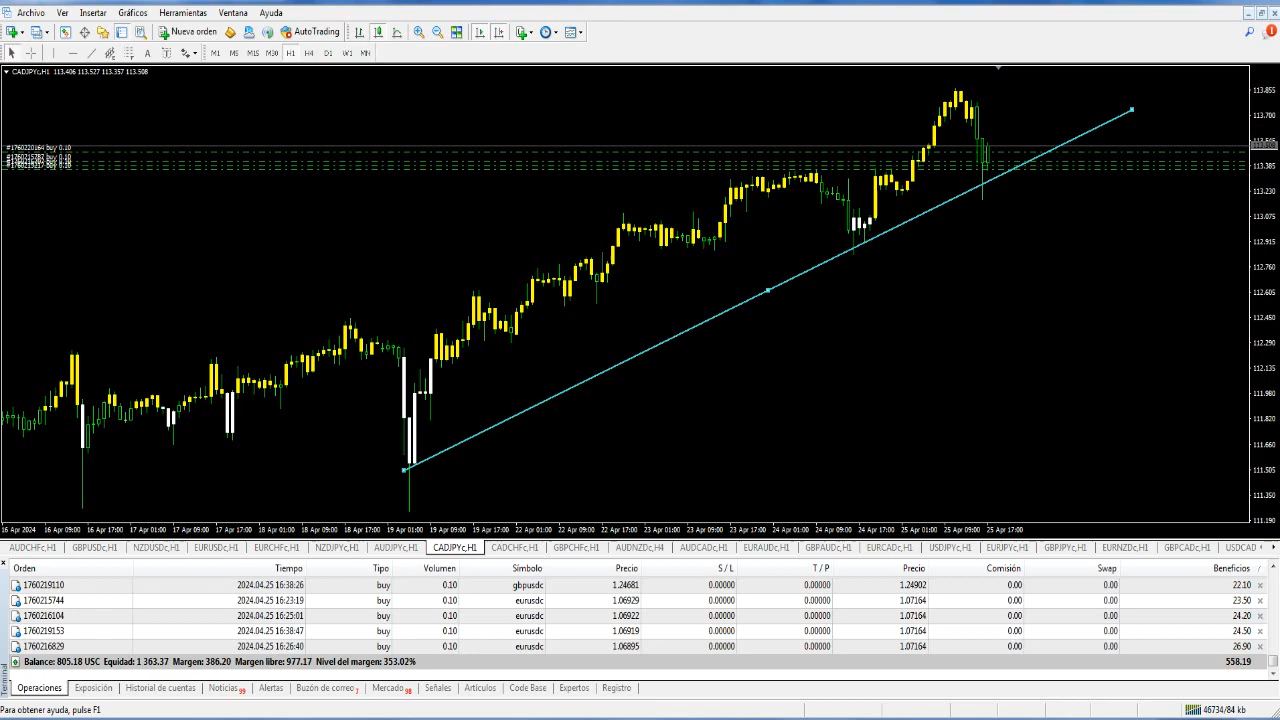 Archivo Ver Insertar Gráficos Herramientas Ventana Ayuda
Nueva orden AutoTrading 1
A T M1 M5 M15 M30 H1 H4 D1 W1 MN
CADJPYc,H1 113.406 113.527 113.357 113.508
113.855
113.700
#1760220164 buy 0.10
113.385
113.230
113.075
112.915
112.760
112.605
112.450
112.290
112.135
111.980
111.820
111.660
111.505
111.350
111.190
16 Apr 2024 16 Apr 09:00 16 Apr 17:00 17 Apr 01:00 17 Apr 09:00 17 Apr 17:00 18 Apr 01:00 18 Apr 09:00 18 Apr 17:00 19 Apr 01:00 19 Apr 09:00 19 Apr 17:00 22 Apr 01:00 22 Apr 09:00 22 Apr 17:00 23 Apr 01:00 23 Apr 09:00 23 Apr 17:00 24 Apr 01:00 24 Apr 09:00 24 Apr 17:00 25 Apr 01:00 25 Apr 09:00 25 Apr 17:00
AUDCHFc,H1 GBPUSDc,H1 NZDUSDc,H1 EURUSDc,H1 EURCHFc,H1 NZDJPYc,H1 AUDJPYc,H1 CADJPYc,H1 CADCHFc,H1 GBPCHFc,H1 AUDNZDc,H4 AUDCADc,H1 EURAUDc,H1 GBPAUDc,H1 EURCADc,H1 USDJPYc,H1 EURJPYc,H1 GBPJPYc,H1 EURNZDc,H1 GBPCADc,H1 USDCAD
Orden Tiempo Tipo Volumen Símbolo Precio S / L T / P Precio Comisión Swap Beneficios /
1760219110 2024.04.25 16:38:26 buy 0.10 gbpusdc 1.24681 0.00000 0.00000 1.24902 0.00 0.00 22.10
1760215744 2024.04.25 16:23:19 buy 0.10 eurusdc 1.06929 0.00000 0.00000 1.07164 0.00 0.00 23.50
1760216104 2024.04.25 16:25:01 buy 0.10 eurusdc 1.06922 0.00000 0.00000 1.07164 0.00 0.00 24.20
1760219153 2024.04.25 16:38:47 buy 0.10 eurusdc 1.06919 0.00000 0.00000 1.07164 0.00 0.00 24.50
1760216829 2024.04.25 16:26:40 buy 0.10 eurusdc 1.06895 0.00000 0.00000 1.07164 0.00 0.00 26.90
Balance: 805.18 USC Equidad: 1 363.37 Margen: 386.20 Margen libre: 977.17 Nivel del margen: 353.02% 558.19
Terminal
Operaciones Exposición Historial de cuentas Noticias 99 Alertas Buzón de correo 7 Mercado 98 Señales Artículos Code Base Expertos Registro
Para obtener ayuda, pulse F1 46734/84 kb